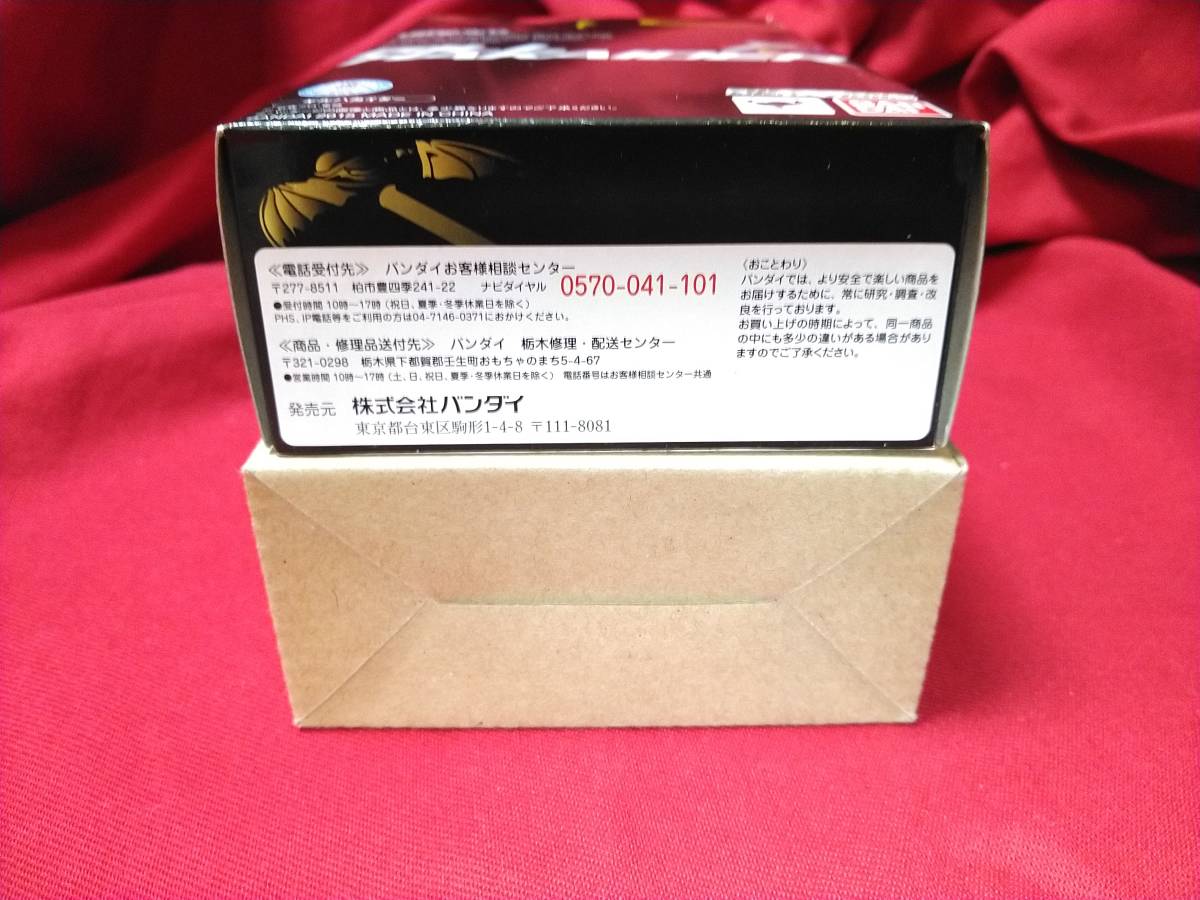 BANDAI 2015 MADE IN CHINA
≪電話受付先≫ バンダイお客様相談センター
〒277-8511 柏市豊四季241-22 ナビダイヤル 0570-041-101
●受付時間 10時~17時(祝日、夏季・冬季休業日を除く)
PHS、IP電話等をご利用の方は04-7146-0371におかけください。
≪商品・修理品送付先≫ バンダイ 栃木修理・配送センター
〒321-0298 栃木県下都賀郡壬生町おもちゃのまち5-4-67
●営業時間 10時~17時(土、日、祝日、夏季・冬季休業日を除く) 電話番号はお客様相談センター共通
発売元 株式会社バンダイ
東京都台東区駒形1-4-8 〒111-8081
〈おことわり〉
バンダイでは、より安全で楽しい商品を
お届けするために、常に研究・調査・改
良を行っております。
お買い上げの時期によって、同一商品
の中にも多少の違いがある場合があり
ますのでご了承ください。